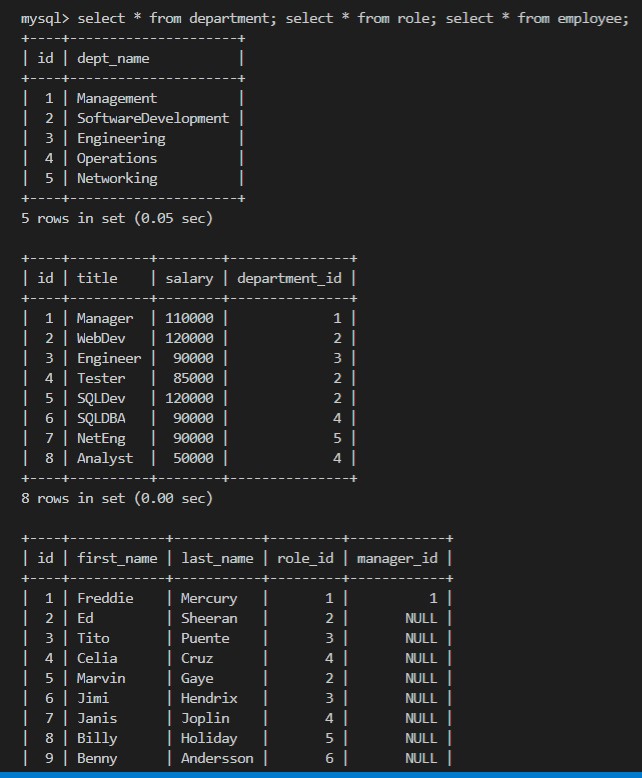 mysql> select * from department; select * from role; select * from employee;
+----+---------------------+
| id | dept_name           |
+----+---------------------+
|  1 | Management          |
|  2 | SoftwareDevelopment |
|  3 | Engineering         |
|  4 | Operations          |
|  5 | Networking          |
+----+---------------------+
5 rows in set (0.05 sec)

+----+----------+--------+---------------+
| id | title    | salary | department_id |
+----+----------+--------+---------------+
|  1 | Manager  | 110000 |             1 |
|  2 | WebDev   | 120000 |             2 |
|  3 | Engineer |  90000 |             3 |
|  4 | Tester   |  85000 |             2 |
|  5 | SQLDev   | 120000 |             2 |
|  6 | SQLDBA   |  90000 |             4 |
|  7 | NetEng   |  90000 |             5 |
|  8 | Analyst  |  50000 |             4 |
+----+----------+--------+---------------+
8 rows in set (0.00 sec)

+----+------------+-----------+---------+------------+
| id | first_name | last_name | role_id | manager_id |
+----+------------+-----------+---------+------------+
|  1 | Freddie    | Mercury   |       1 |          1 |
|  2 | Ed         | Sheeran   |       2 |       NULL |
|  3 | Tito       | Puente    |       3 |       NULL |
|  4 | Celia      | Cruz      |       4 |       NULL |
|  5 | Marvin     | Gaye      |       2 |       NULL |
|  6 | Jimi       | Hendrix   |       3 |       NULL |
|  7 | Janis      | Joplin    |       4 |       NULL |
|  8 | Billy      | Holiday   |       5 |       NULL |
|  9 | Benny      | Andersson |       6 |       NULL |